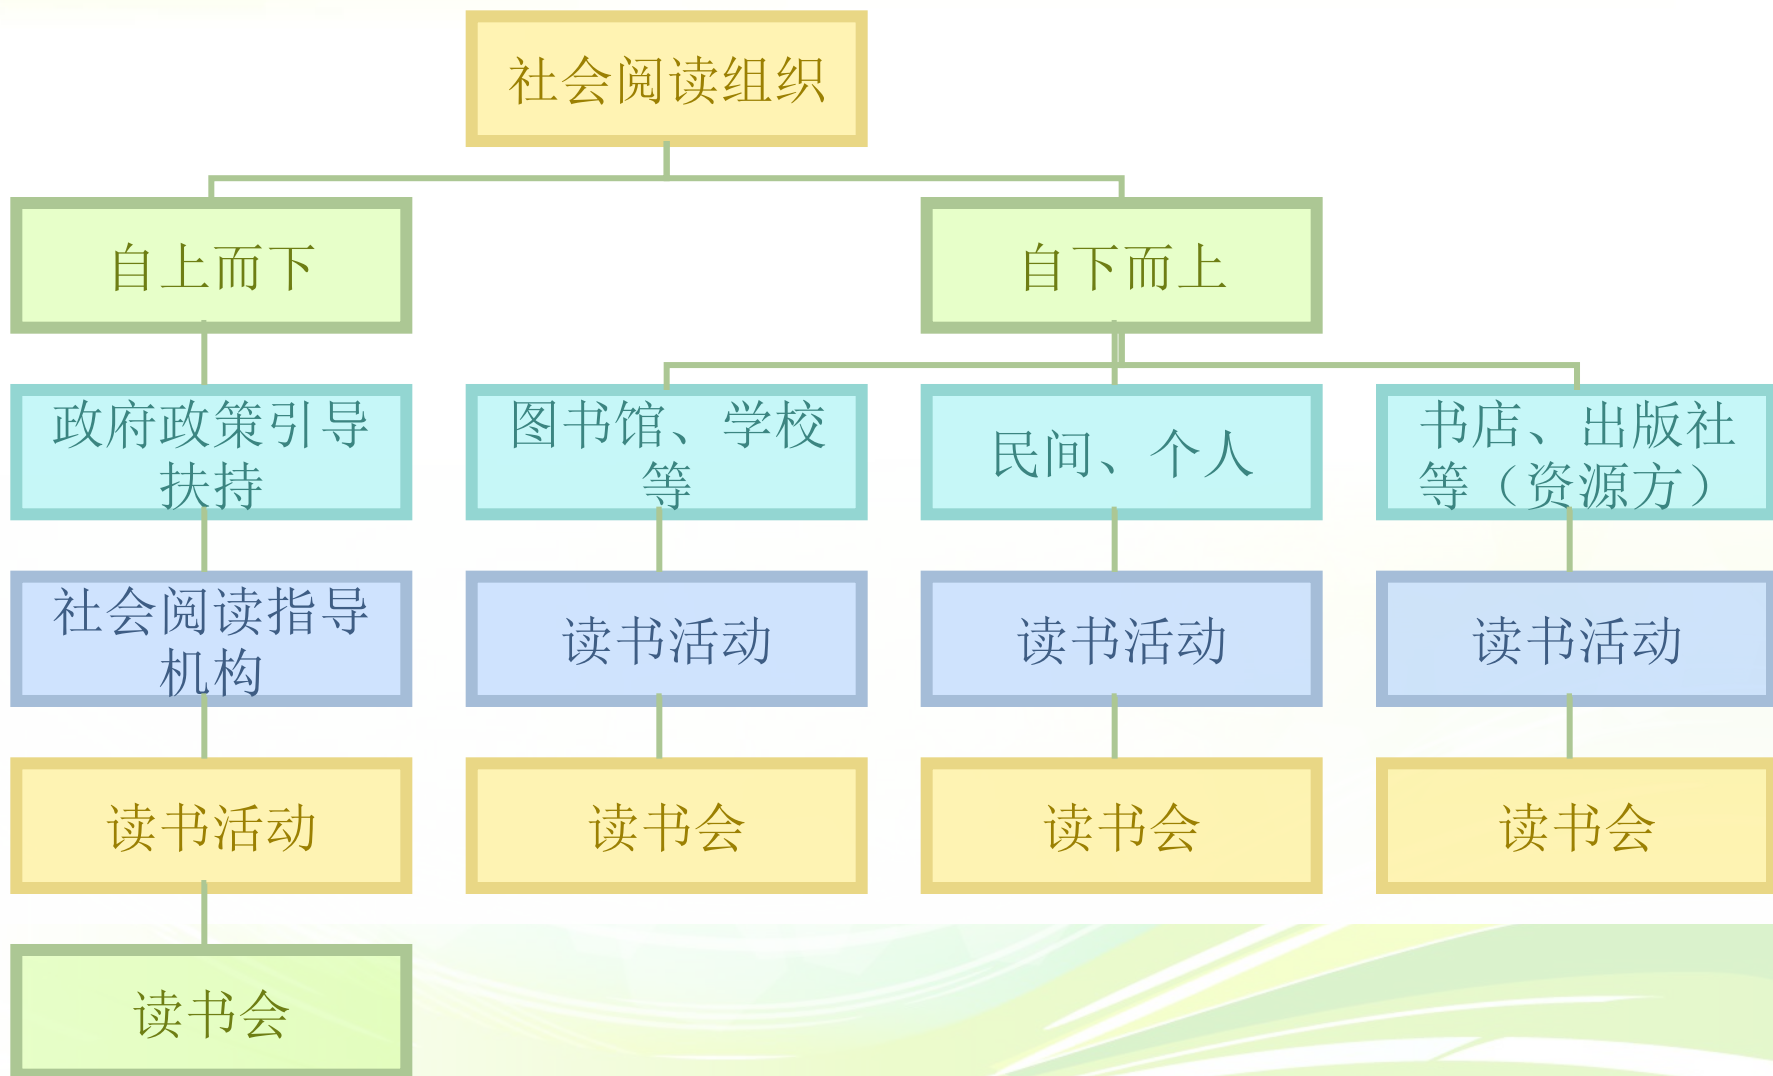 社会阅读组织
自上而下
自下而上
政府政策引导
扶持
图书馆、学校
等
民间、个人
书店、出版社
等（资源方）
社会阅读指导
机构
读书活动
读书活动
读书活动
读书活动
读书会
读书会
读书会
读书会